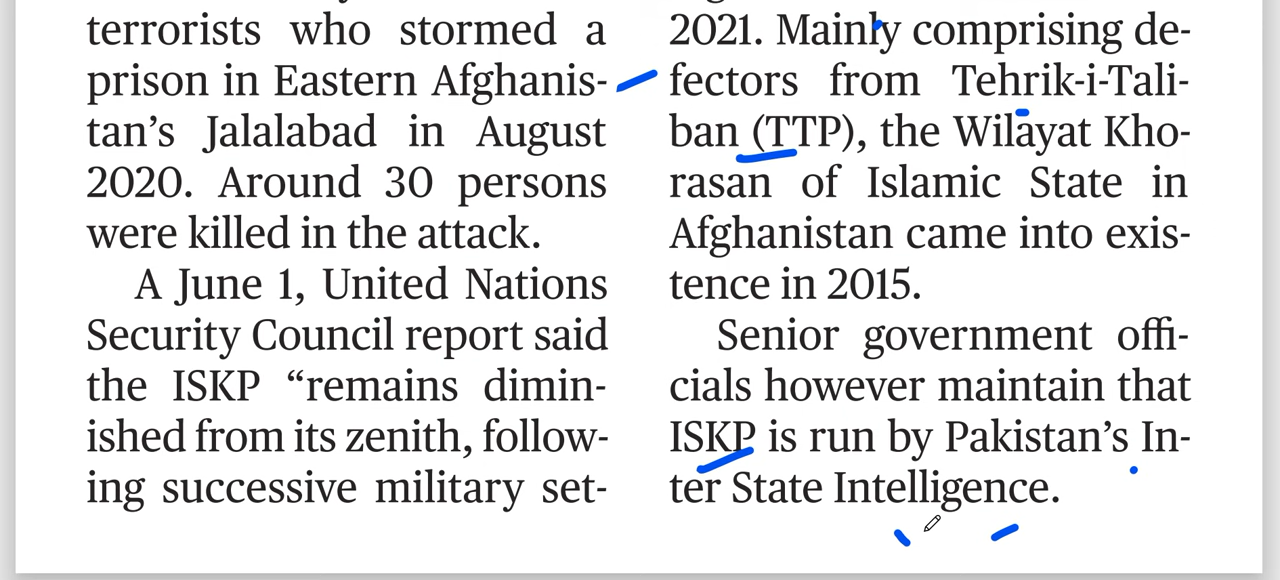 terrorists who stormed a
prison in Eastern Afghanis-
tan’s Jalalabad in August
2020. Around 30 persons
were killed in the attack.
A June 1, United Nations
Security Council report said
the ISKP “remains dimin-
ished from its zenith, follow-
ing successive military set-
2021. Mainly comprising de-
fectors from Tehrik-i-Tali-
ban (TTP), the Wilayat Kho-
rasan of Islamic State in
Afghanistan came into exis-
tence in 2015.
Senior government offi-
cials however maintain that
ISKP is run by Pakistan’s In-
ter State Intelligence.